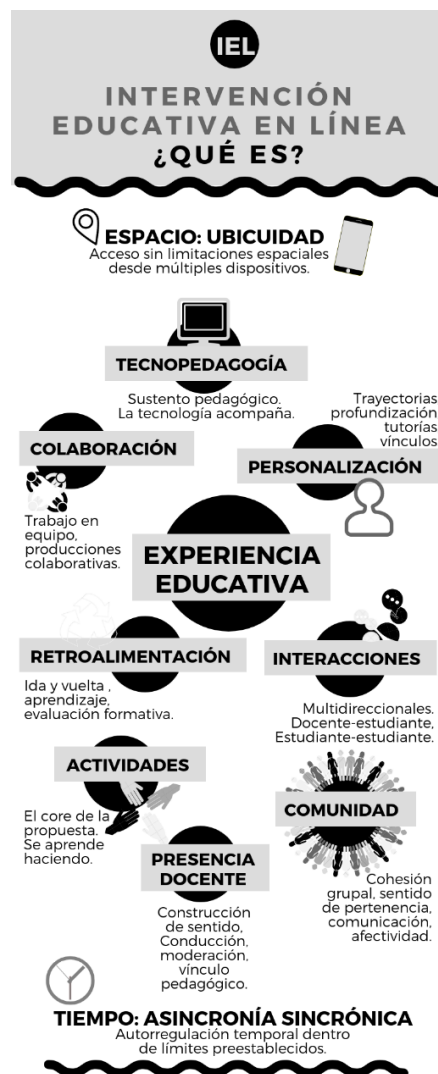 IEL
INTERVENCIÓN
EDUCATIVA EN LÍNEA
¿QUÉ ES?
ESPACIO: UBICUIDAD
Acceso sin limitaciones espaciales
desde múltiples dispositivos.
TECNOPEDAGOGÍA
Sustento pedagógico.
La tecnología acompaña.
Trayectorias
profundización
tutorías
vínculos
PERSONALIZACIÓN
COLABORACIÓN
Trabajo en
equipo,
producciones
colaborativas.
EXPERIENCIA
EDUCATIVA
RETROALIMENTACIÓN
Ida y vuelta ,
aprendizaje,
evaluación formativa.
INTERACCIONES
Multidireccionales.
Docente-estudiante,
Estudiante-estudiante.
ACTIVIDADES
El core de la
propuesta.
Se aprende
haciendo.
COMUNIDAD
Cohesión
grupal, sentido
de pertenencia,
comunicación,
afectividad.
PRESENCIA
DOCENTE
Construcción
de sentido,
Conducción,
moderación,
vínculo
pedagógico.
TIEMPO: ASINCRONÍA SINCRÓNICA
Autorregulación temporal dentro
de límites preestablecidos.